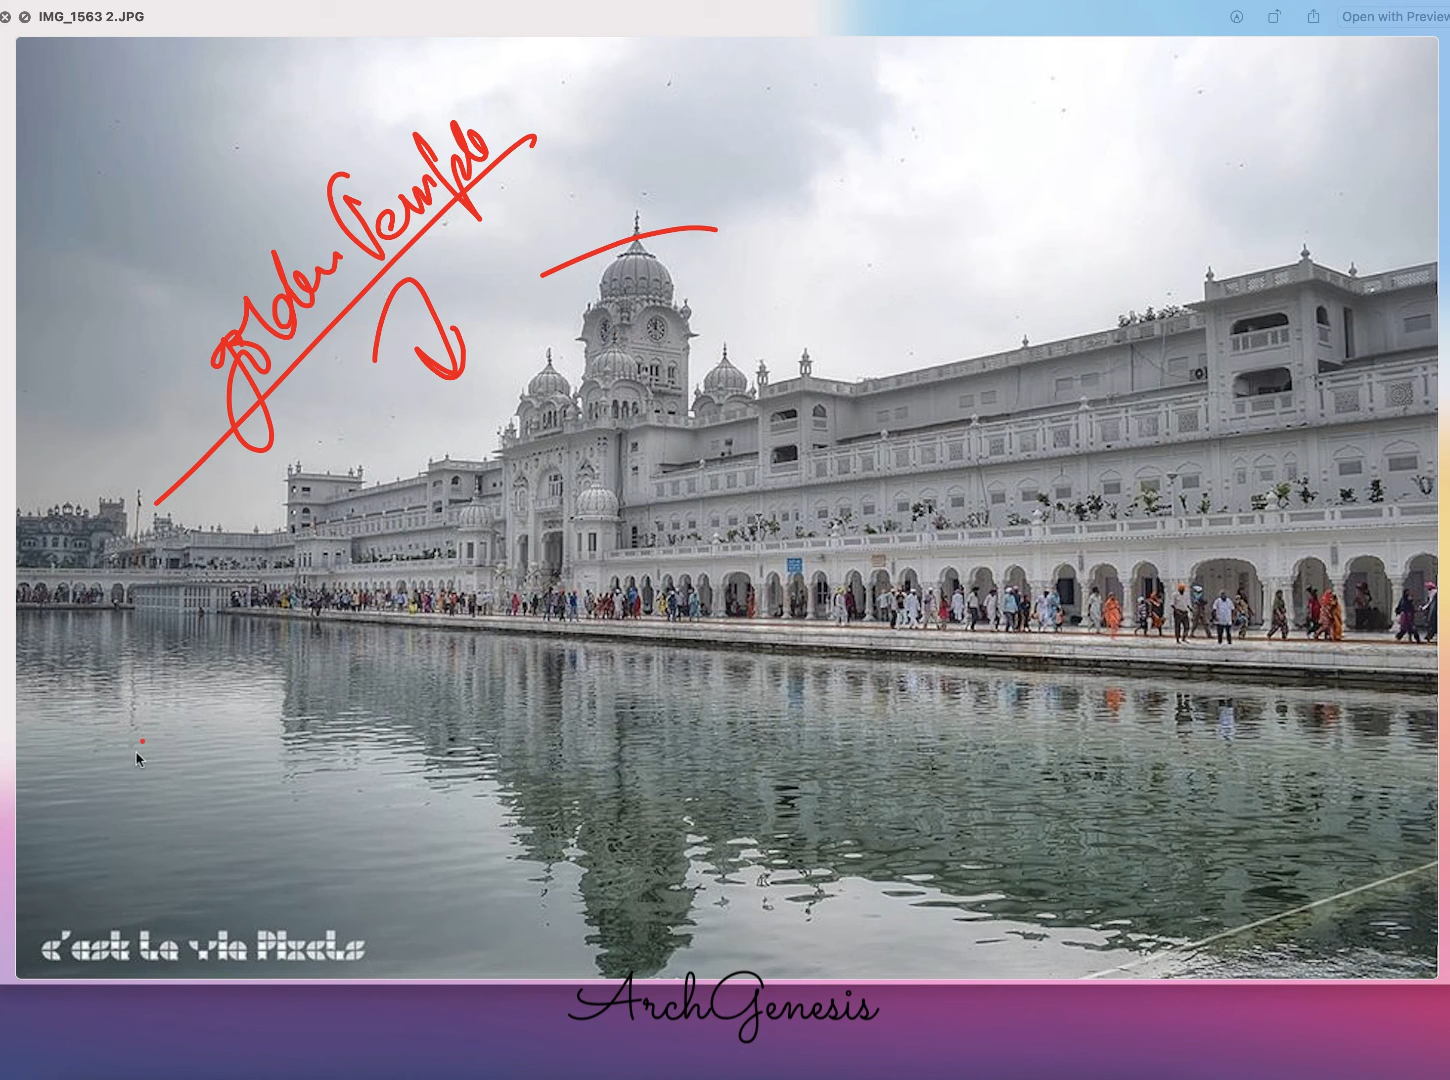 IMG_1563 2.JPG
Open with Preview
golden Temple
c'est la vie Pixels
ArchGenesis